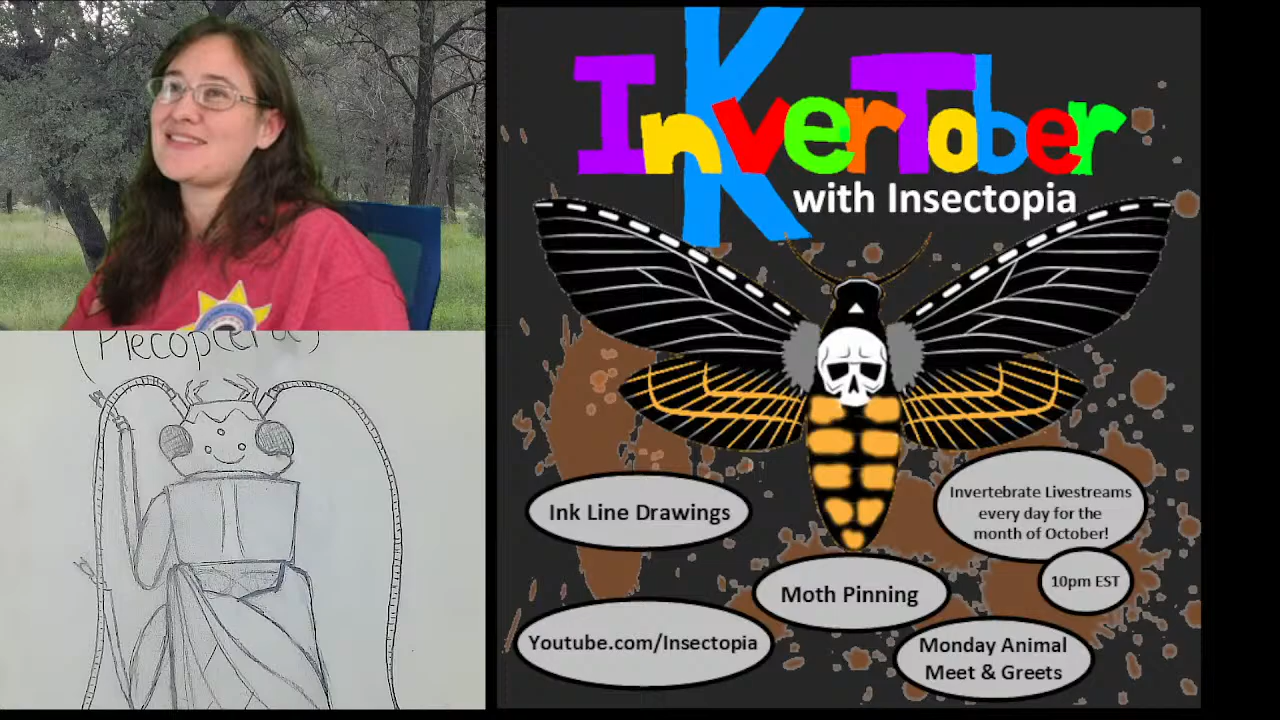 InKverTober
with Insectopia
(Plecoptera)
Ink Line Drawings
Invertebrate Livestreams
every day for the
month of October!
10pm EST
Moth Pinning
Youtube.com/Insectopia
Monday Animal
Meet & Greets